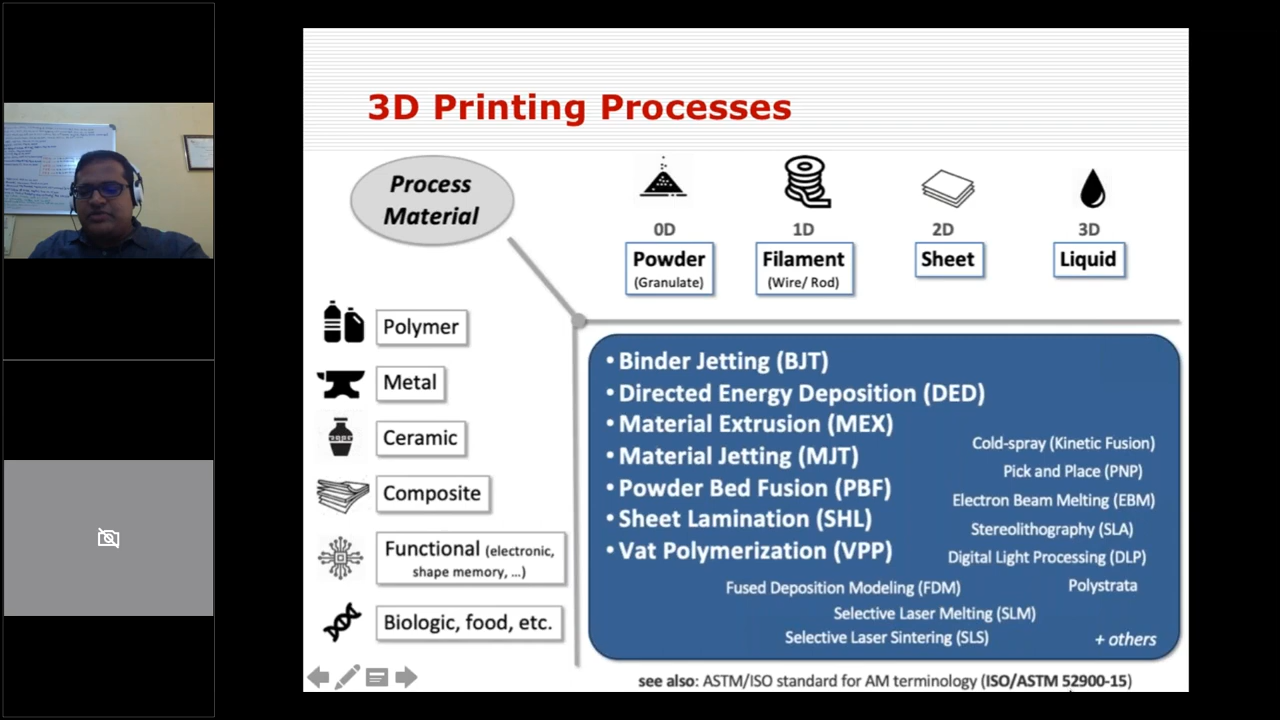 3D Printing Processes
Process
Material
0D
1D
2D
3D
Powder
(Granulate)
Filament
(Wire/ Rod)
Sheet
Liquid
Polymer
Metal
Ceramic
Composite
Functional (electronic,
shape memory, ...)
Biologic, food, etc.
• Binder Jetting (BJT)
• Directed Energy Deposition (DED)
• Material Extrusion (MEX)
• Material Jetting (MJT)
• Powder Bed Fusion (PBF)
• Sheet Lamination (SHL)
• Vat Polymerization (VPP)
Cold-spray (Kinetic Fusion)
Pick and Place (PNP)
Electron Beam Melting (EBM)
Stereolithography (SLA)
Digital Light Processing (DLP)
Polystrata
Fused Deposition Modeling (FDM)
Selective Laser Melting (SLM)
Selective Laser Sintering (SLS)
+ others
see also: ASTM/ISO standard for AM terminology (ISO/ASTM 52900-15)